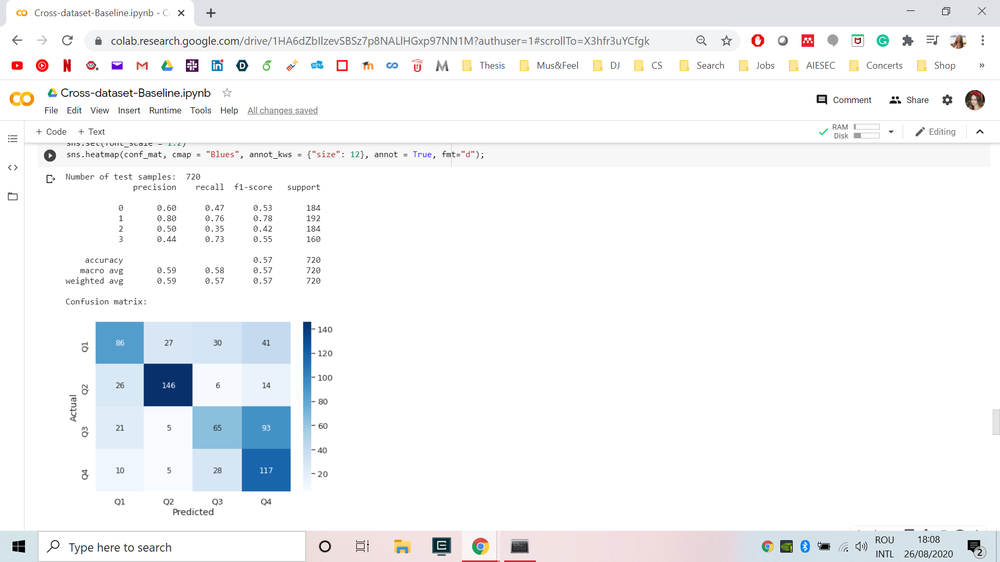 Cross-dataset-Baseline.ipynb - C
colab.research.google.com/drive/1HA6dZbIlzevSBSz7p8NALlHGxp97NN1M?authuser=1#scrollTo=X3hfr3uYCfgk
Thesis Mus&Feel DJ CS Search Jobs AIESEC Concerts Shop »
Cross-dataset-Baseline.ipynb
Comment Share
File Edit View Insert Runtime Tools Help All changes saved
+ Code + Text
RAM
Disk
Editing
sns.set(font_scale = 1.2)
sns.heatmap(conf_mat, cmap = "Blues", annot_kws = {"size": 12}, annot = True, fmt="d");
Number of test samples: 720
precision recall f1-score support
0 0.60 0.47 0.53 184
1 0.80 0.76 0.78 192
2 0.50 0.35 0.42 184
3 0.44 0.73 0.55 160
accuracy 0.57 720
macro avg 0.59 0.58 0.57 720
weighted avg 0.59 0.57 0.57 720
Confusion matrix:
Actual
Q1 86 27 30 41
Q2 26 146 6 14
Q3 21 5 65 93
Q4 10 5 28 117
Q1 Q2 Q3 Q4
Predicted
140
120
100
80
60
40
20
Type here to search
ROU
INTL
18:08
26/08/2020
2